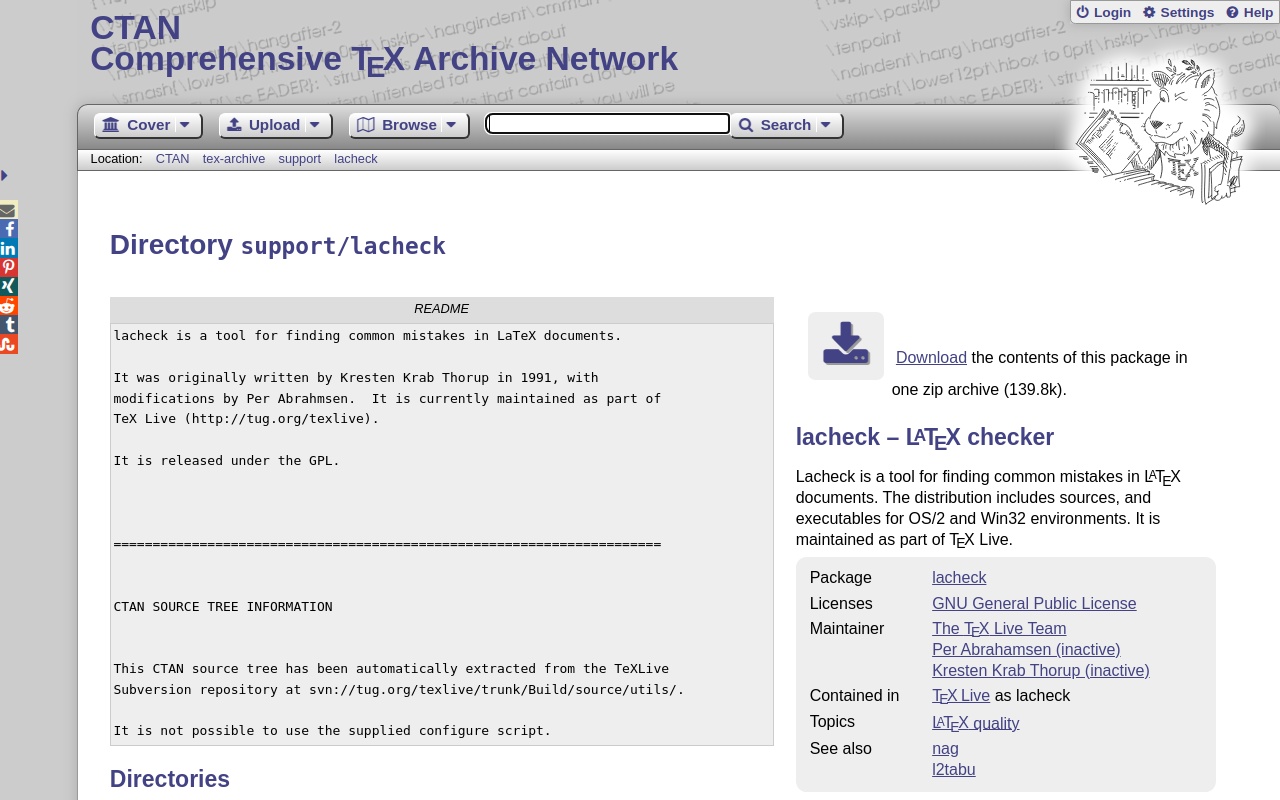 CTAN
Comprehensive TEX Archive Network
Login Settings Help
Cover Upload Browse Search
Location: CTAN tex-archive support lacheck
Directory support/lacheck
README
lacheck is a tool for finding common mistakes in LaTeX documents.
It was originally written by Kresten Krab Thorup in 1991, with
modifications by Per Abrahmsen.  It is currently maintained as part of
TeX Live (http://tug.org/texlive).
It is released under the GPL.
======================================================================
CTAN SOURCE TREE INFORMATION
This CTAN source tree has been automatically extracted from the TeXLive
Subversion repository at svn://tug.org/texlive/trunk/Build/source/utils/.
It is not possible to use the supplied configure script.
Directories
Download the contents of this package in
one zip archive (139.8k).
lacheck – LATEX checker
Lacheck is a tool for finding common mistakes in LATEX
documents. The distribution includes sources, and
executables for OS/2 and Win32 environments. It is
maintained as part of TEX Live.
Package lacheck
Licenses GNU General Public License
Maintainer The TEX Live Team
Per Abrahamsen (inactive)
Kresten Krab Thorup (inactive)
Contained in TEX Live as lacheck
Topics LATEX quality
See also nag
l2tabu